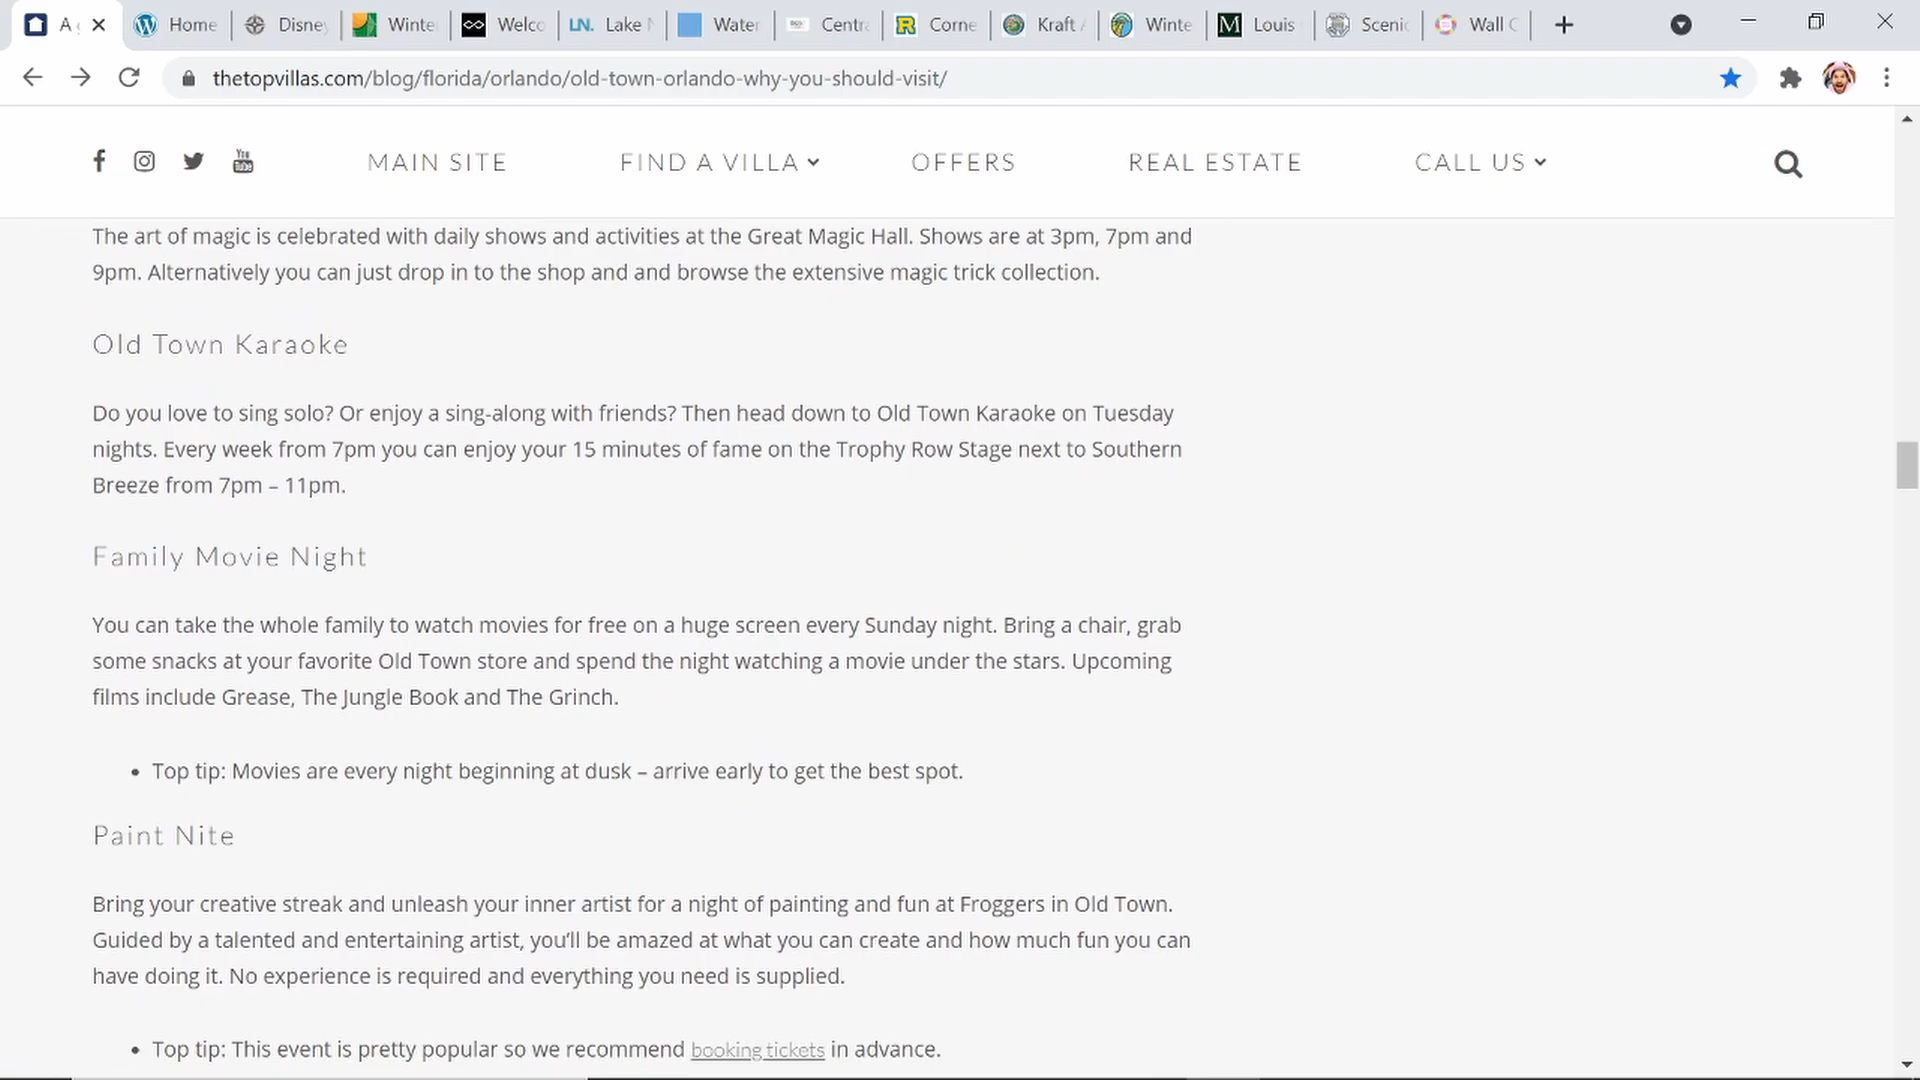 A
Home
Disney
Winte
Welco
LN. Lake
Water
Centra
R Corne
Kraft
Winte
M Louis
Scenic
Wall
thetopvillas.com/blog/florida/orlando/old-town-orlando-why-you-should-visit/
You Tube MAIN SITE FIND A VILLA OFFERS REAL ESTATE CALL US
The art of magic is celebrated with daily shows and activities at the Great Magic Hall. Shows are at 3pm, 7pm and
9pm. Alternatively you can just drop in to the shop and and browse the extensive magic trick collection.
Old Town Karaoke
Do you love to sing solo? Or enjoy a sing-along with friends? Then head down to Old Town Karaoke on Tuesday
nights. Every week from 7pm you can enjoy your 15 minutes of fame on the Trophy Row Stage next to Southern
Breeze from 7pm – 11pm.
Family Movie Night
You can take the whole family to watch movies for free on a huge screen every Sunday night. Bring a chair, grab
some snacks at your favorite Old Town store and spend the night watching a movie under the stars. Upcoming
films include Grease, The Jungle Book and The Grinch.
• Top tip: Movies are every night beginning at dusk – arrive early to get the best spot.
Paint Nite
Bring your creative streak and unleash your inner artist for a night of painting and fun at Froggers in Old Town.
Guided by a talented and entertaining artist, you’ll be amazed at what you can create and how much fun you can
have doing it. No experience is required and everything you need is supplied.
• Top tip: This event is pretty popular so we recommend booking tickets in advance.